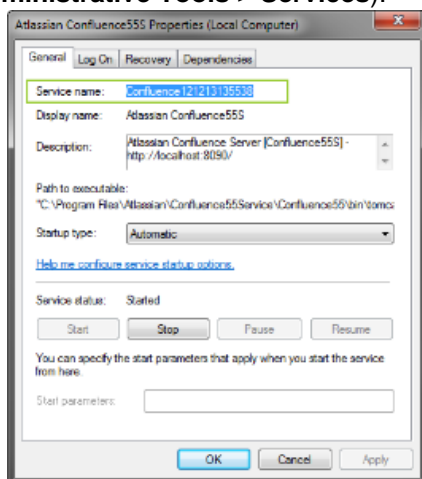 ministrative Tools > Services).
Atlassian Confluence55S Properties (Local Computer)
General Log On Recovery Dependencies
Service name: Confluence121213135538
Display name: Atlassian Confluence55S
Description: Atlassian Confluence Server [Confluence55S] -
http://localhost:8090/
Path to executable:
"C:\Program Files\Atlassian\Confluence55Service\Confluence55\bin\tomca
Startup type: Automatic
Help me configure service startup options.
Service status: Started
Start Stop Pause Resume
You can specify the start parameters that apply when you start the service
from here.
Start parameters:
OK Cancel Apply